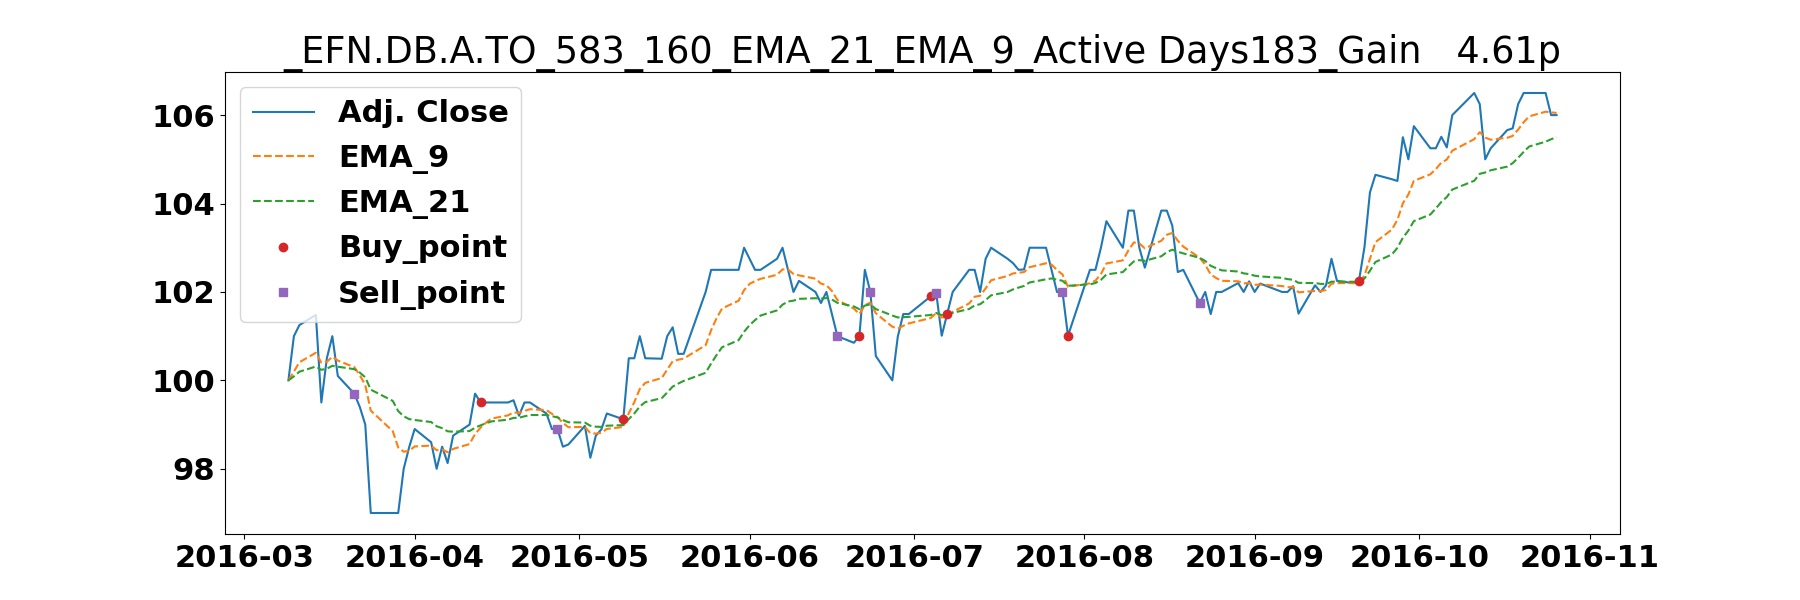 _EFN.DB.A.TO_583_160_EMA_21_EMA_9_Active Days183_Gain   4.61p
Adj. Close
EMA_9
EMA_21
Buy_point
Sell_point
106
104
102
100
98
2016-03 2016-04 2016-05 2016-06 2016-07 2016-08 2016-09 2016-10 2016-11